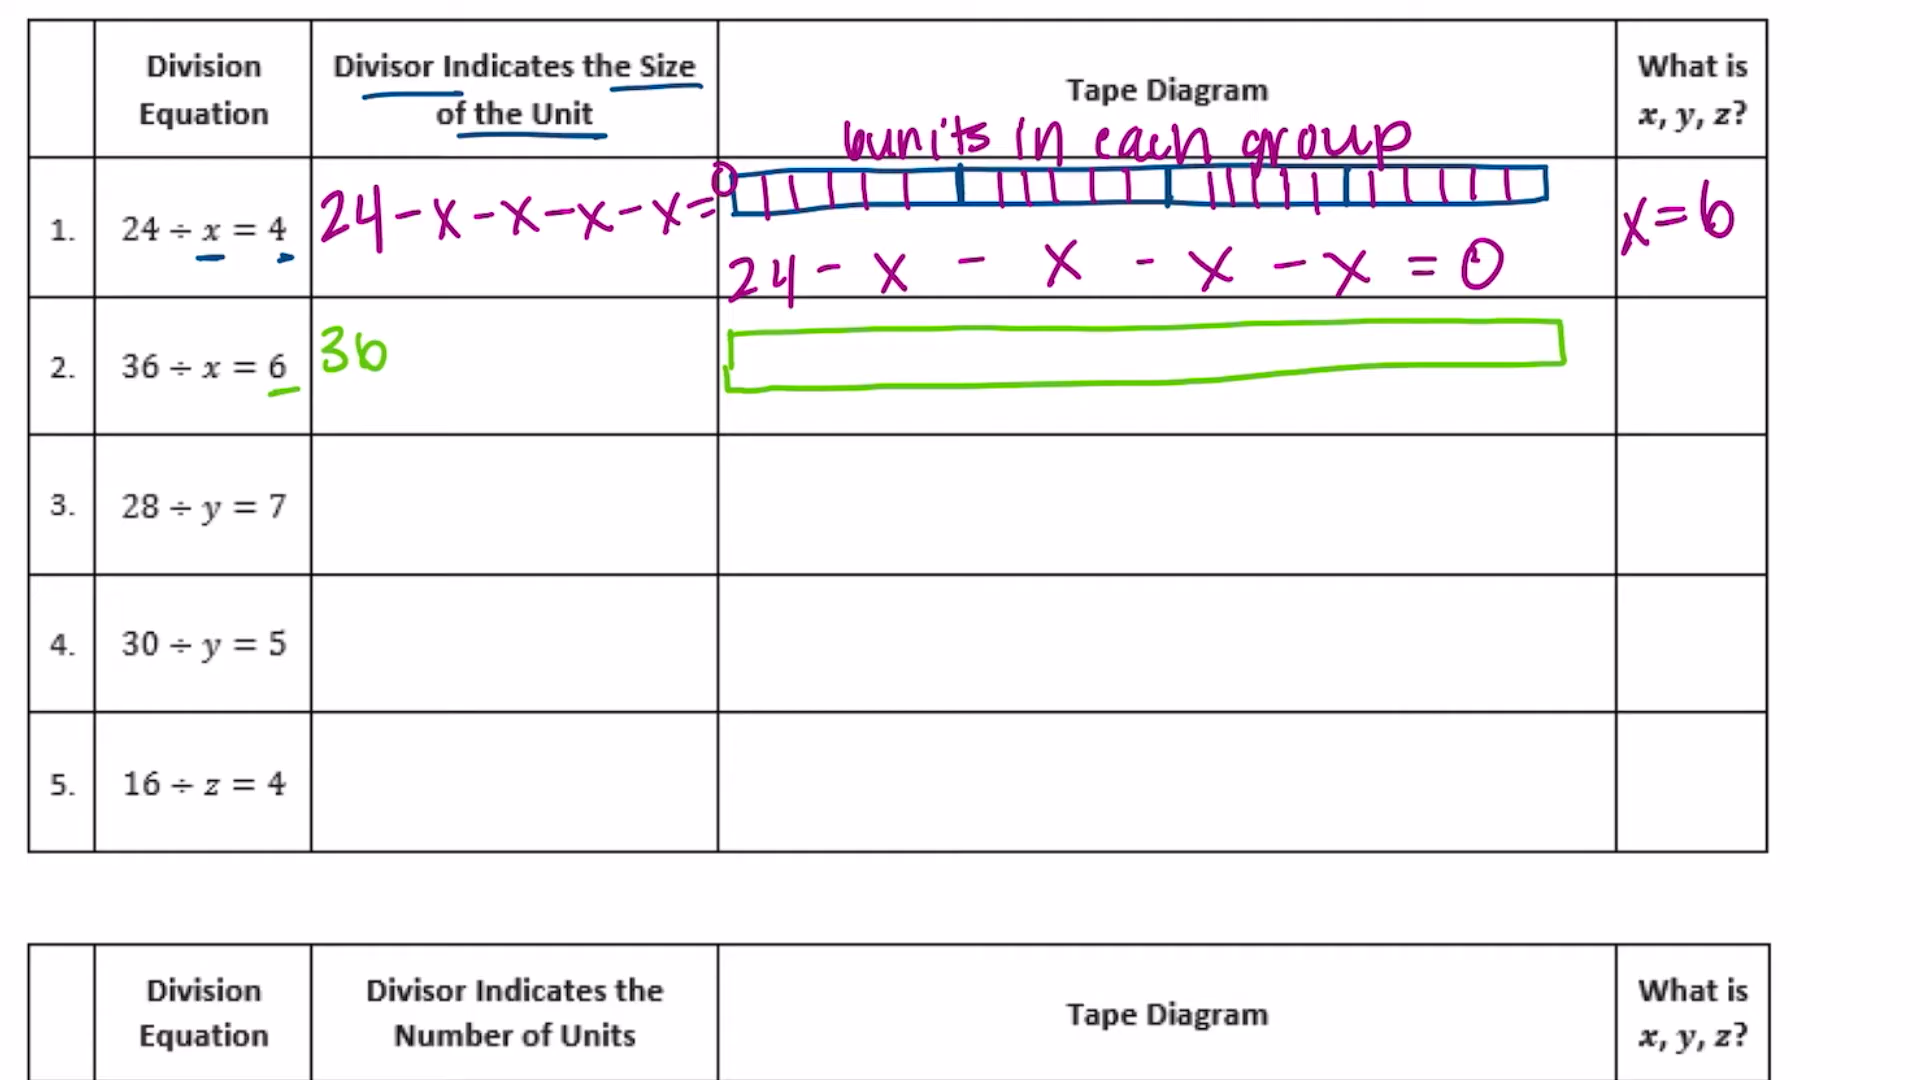 Division Equation
Divisor Indicates the Size of the Unit
Tape Diagram
What is x, y, z?
6units in each group
1.
24 ÷ x = 4
24 - x - x - x - x = 0
24 - x - x - x - x = 0
x = 6
2.
36 ÷ x = 6
36
3.
28 ÷ y = 7
4.
30 ÷ y = 5
5.
16 ÷ z = 4
Division Equation
Divisor Indicates the Number of Units
Tape Diagram
What is x, y, z?